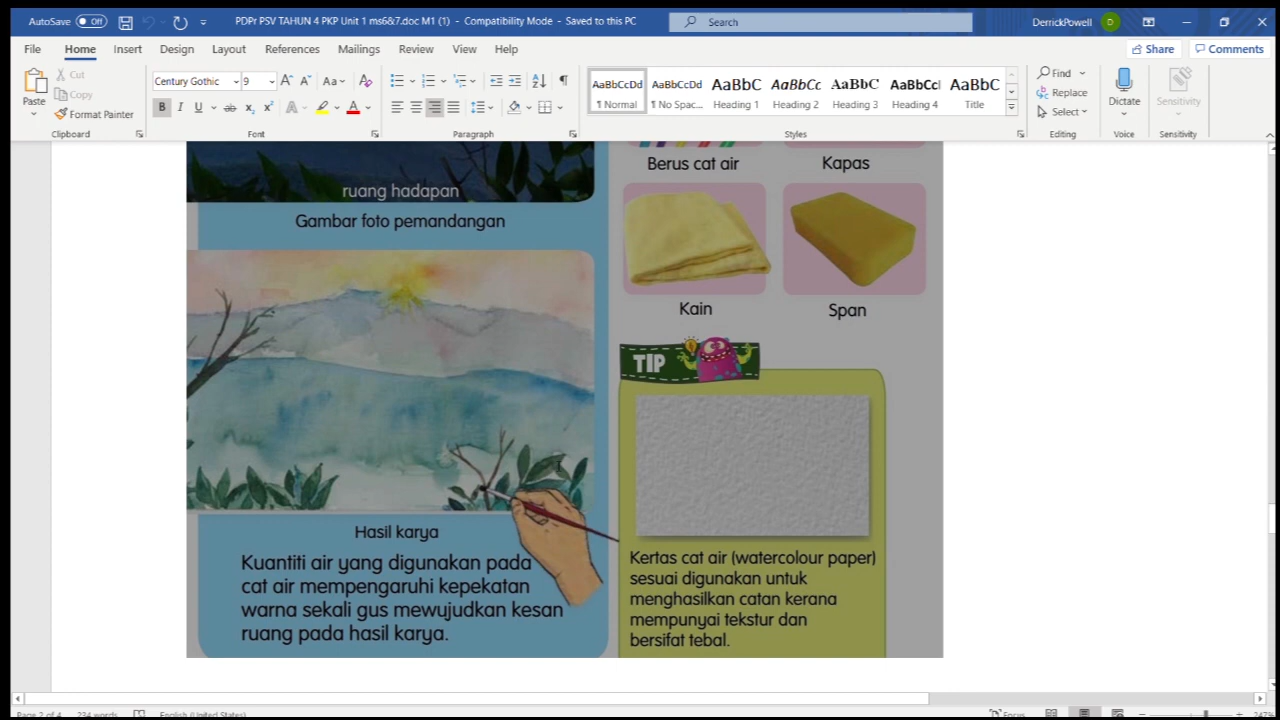 AutoSave Off PDPr PSV TAHUN 4 PKP Unit 1 ms6&7.doc M1 (1) - Compatibility Mode - Saved to this PC Search DerrickPowell D
File Home Insert Design Layout References Mailings Review View Help Share Comments
Paste Cut Copy Format Painter
Clipboard
Century Gothic 9
Font
Paragraph
AaBbCcDd AaBbCcDd AaBbC AaBbCc AaBbC AaBbCcI AaBbC
¶ Normal ¶ No Spac... Heading 1 Heading 2 Heading 3 Heading 4 Title
Styles
Find
Replace
Select
Editing
Dictate
Voice
Sensitivity
Sensitivity
ruang hadapan
Gambar foto pemandangan
Hasil karya
Kuantiti air yang digunakan pada
cat air mempengaruhi kepekatan
warna sekali gus mewujudkan kesan
ruang pada hasil karya.
Berus cat air Kapas
Kain Span
TIP
Kertas cat air (watercolour paper)
sesuai digunakan untuk
menghasilkan catan kerana
mempunyai tekstur dan
bersifat tebal.
Page 2 of 4 234 words English (United States) Focus 247%